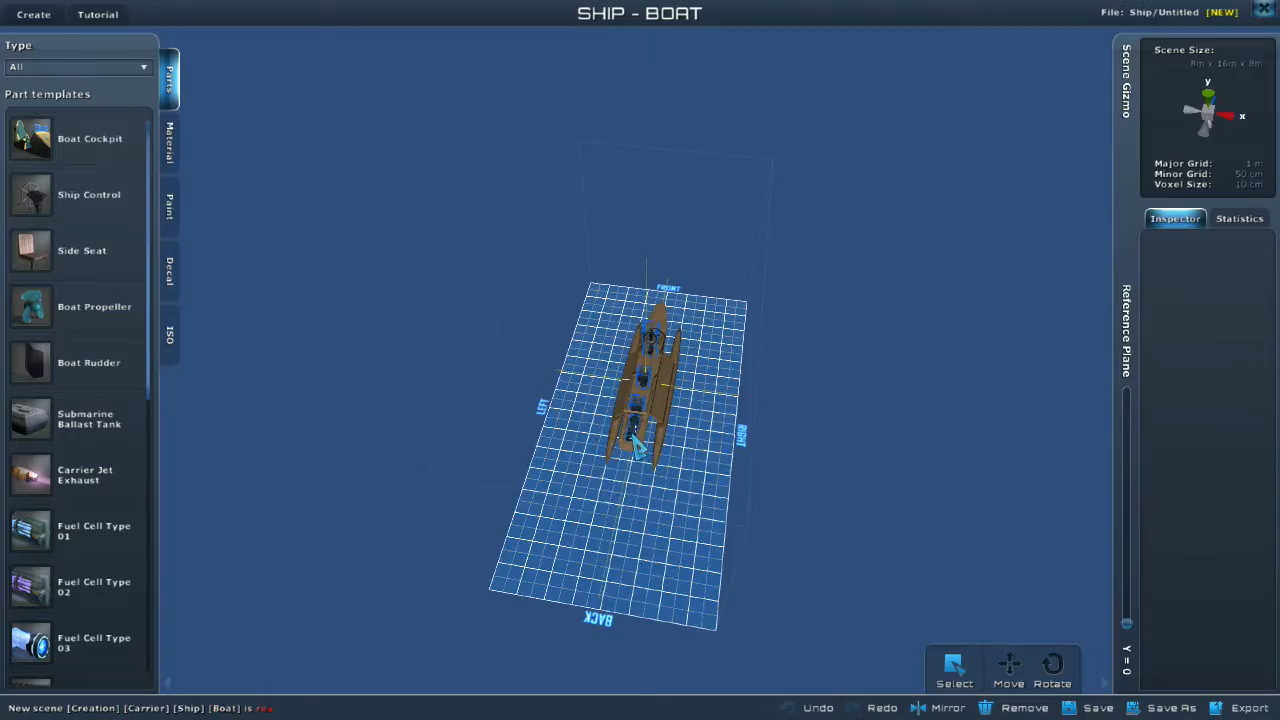 Create
Tutorial
SHIP - BOAT
File: Ship/Untitled [NEW]
Type
All
Part templates
Boat Cockpit
Ship Control
Side Seat
Boat Propeller
Boat Rudder
Submarine
Ballast Tank
Carrier Jet
Exhaust
Fuel Cell Type
01
Fuel Cell Type
02
Fuel Cell Type
03
Parts
Material
Paint
Decal
ISO
FRONT
LEFT
RIGHT
BACK
Scene Gizmo
Scene Size:
8m x 16m x 8m
y
x
Major Grid: 1 m
Minor Grid: 50 cm
Voxel Size: 10 cm
Inspector
Statistics
Reference Plane
Y = 0
Select
Move
Rotate
New scene [Creation] [Carrier] [Ship] [Boat] is rea
Undo
Redo
Mirror
Remove
Save
Save As
Export